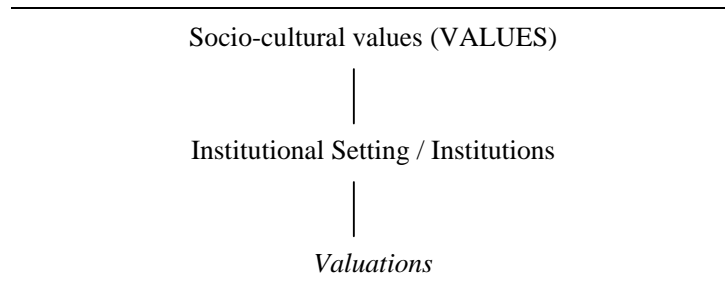 Socio-cultural values (VALUES)
Institutional Setting / Institutions
Valuations